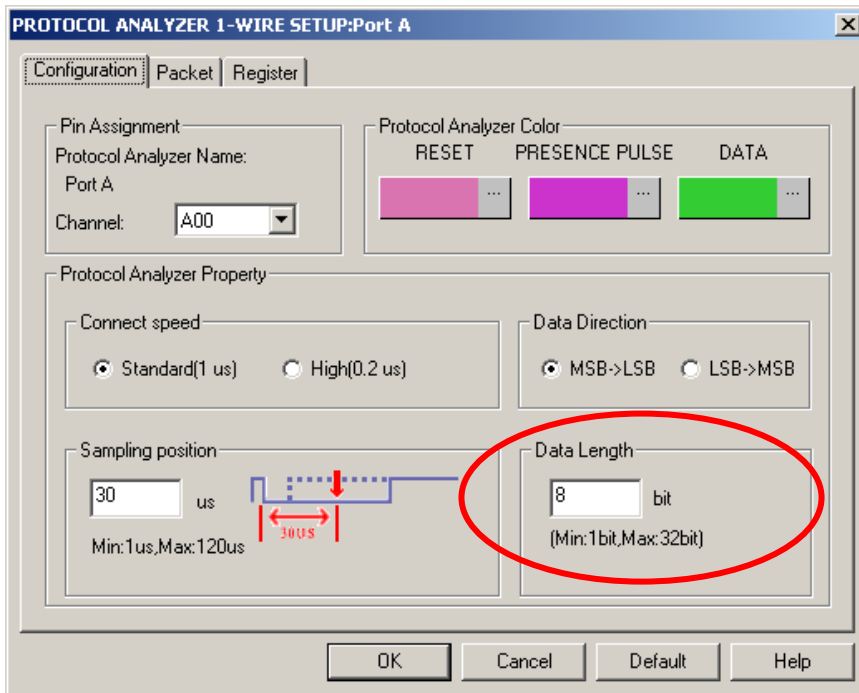 PROTOCOL ANALYZER 1-WIRE SETUP:Port A
Configuration Packet Register
Pin Assignment
Protocol Analyzer Name:
Port A
Channel: A00
Protocol Analyzer Color
RESET PRESENCE PULSE DATA
... ... ...
Protocol Analyzer Property
Connect speed
Standard(1 us) High(0.2 us)
Data Direction
MSB->LSB LSB->MSB
Sampling position
30 us
30US
Min:1us,Max:120us
Data Length
8 bit
(Min:1bit,Max:32bit)
OK Cancel Default Help